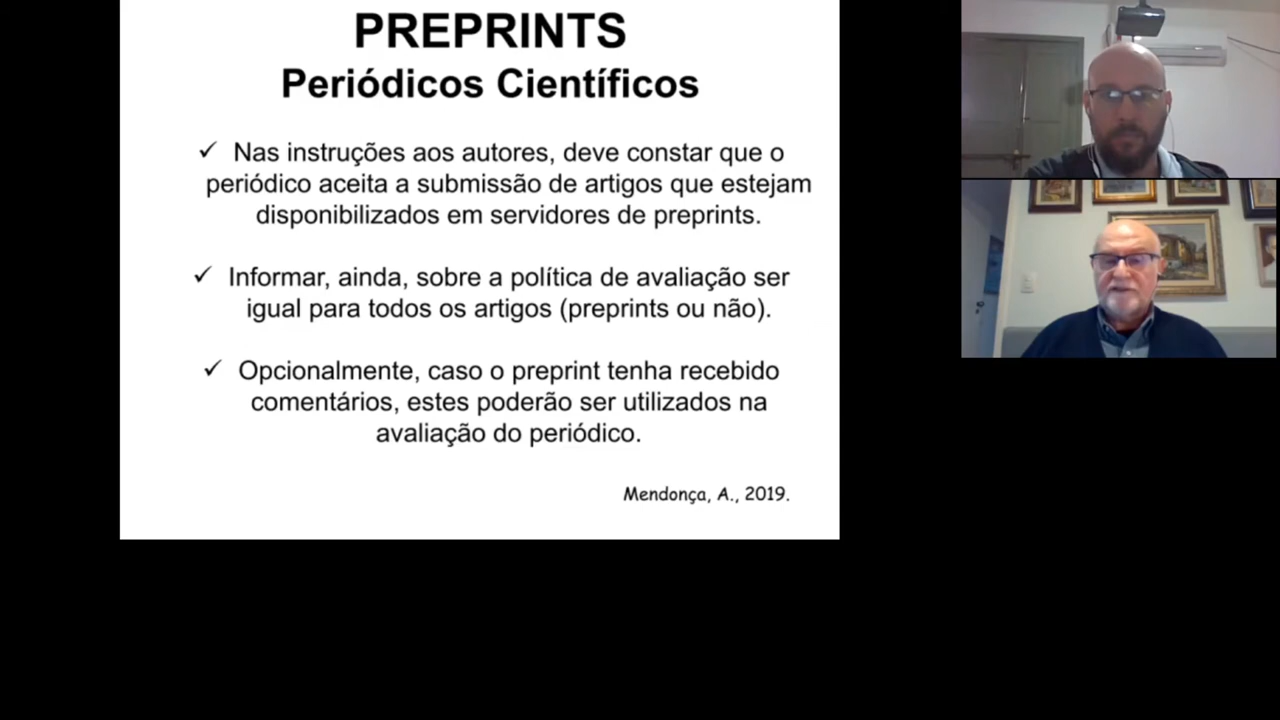 PREPRINTS
Periódicos Científicos
✓ Nas instruções aos autores, deve constar que o
periódico aceita a submissão de artigos que estejam
disponibilizados em servidores de preprints.
✓ Informar, ainda, sobre a política de avaliação ser
igual para todos os artigos (preprints ou não).
✓ Opcionalmente, caso o preprint tenha recebido
comentários, estes poderão ser utilizados na
avaliação do periódico.
Mendonça, A., 2019.